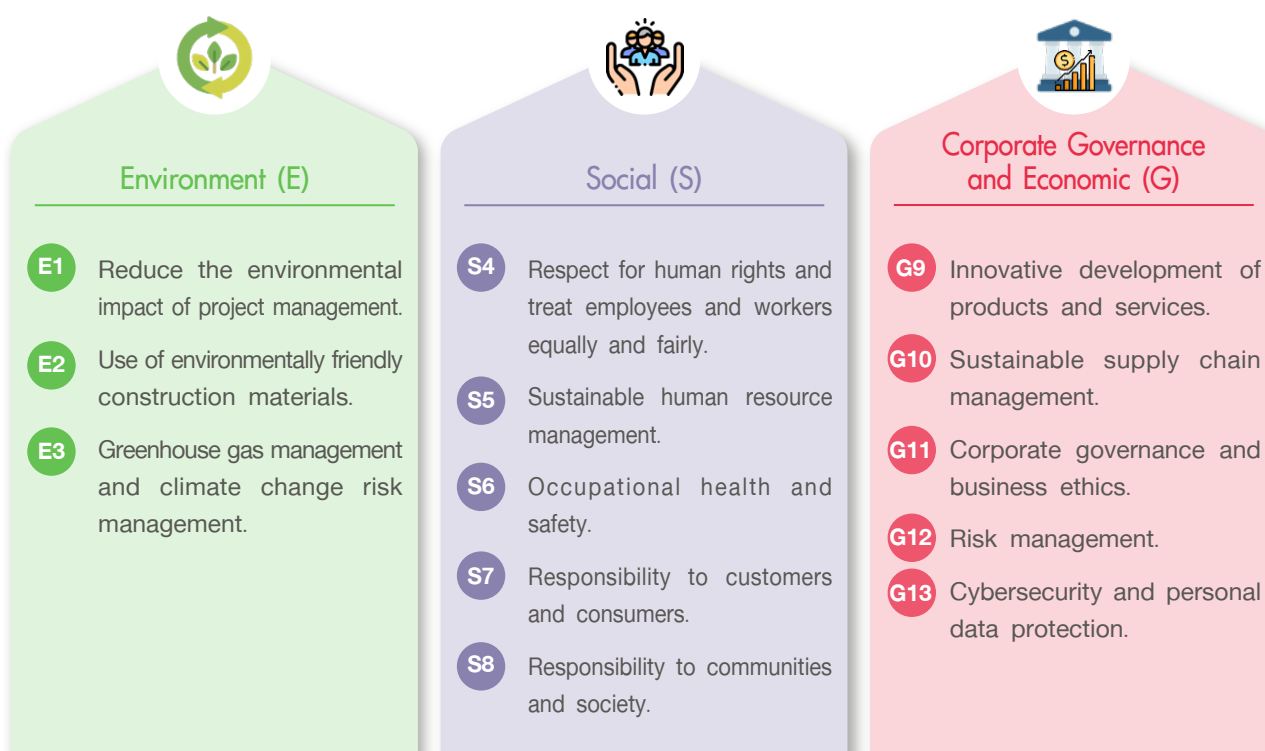 Environment (E)
E1 Reduce the environmental
impact of project management.
E2 Use of environmentally friendly
construction materials.
E3 Greenhouse gas management
and climate change risk
management.
Social (S)
S4 Respect for human rights and
treat employees and workers
equally and fairly.
S5 Sustainable human resource
management.
S6 Occupational health and
safety.
S7 Responsibility to customers
and consumers.
S8 Responsibility to communities
and society.
Corporate Governance
and Economic (G)
G9 Innovative development of
products and services.
G10 Sustainable supply chain
management.
G11 Corporate governance and
business ethics.
G12 Risk management.
G13 Cybersecurity and personal
data protection.